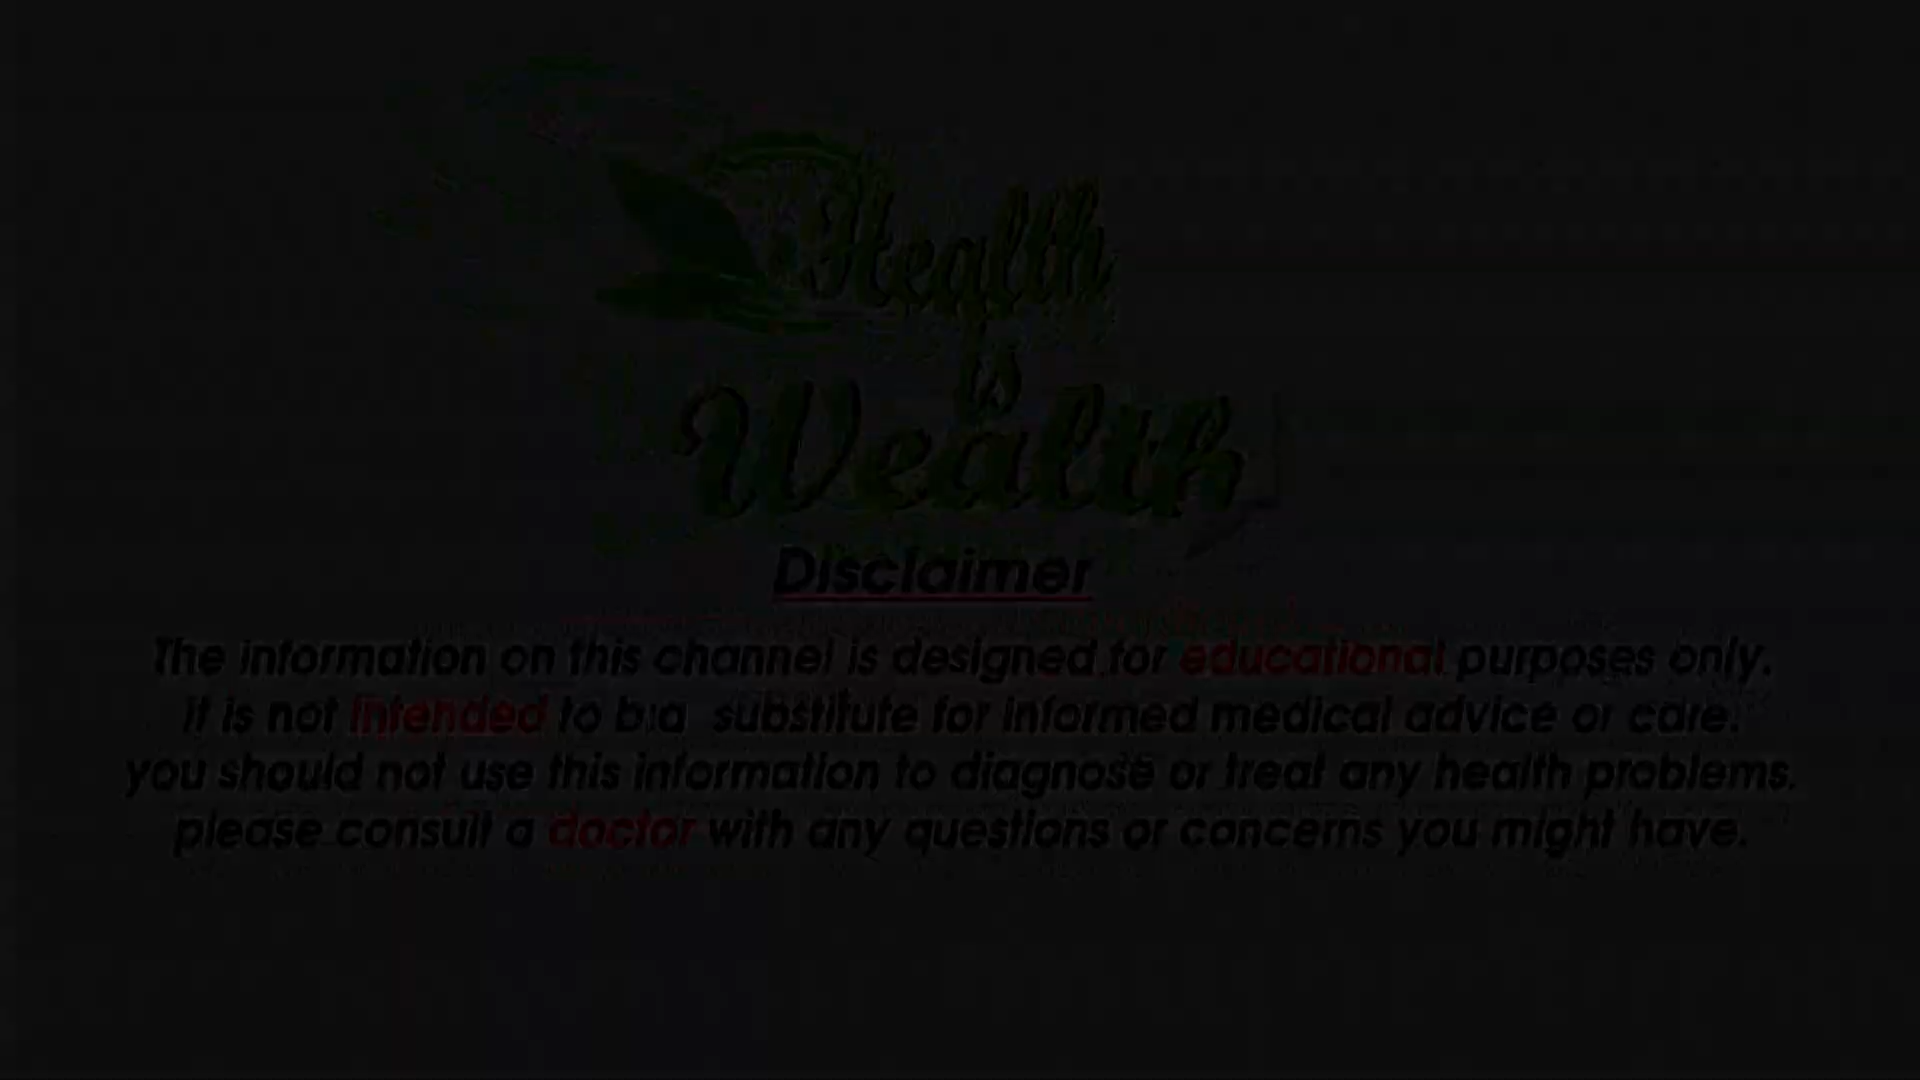 Health
is
Wealth
Disclaimer
The information on this channel is designed for educational purposes only.
it is not intended to b a substitute for informed medical advice or care.
you should not use this information to diagnose or treat any health problems.
please consult a doctor with any questions or concerns you might have.